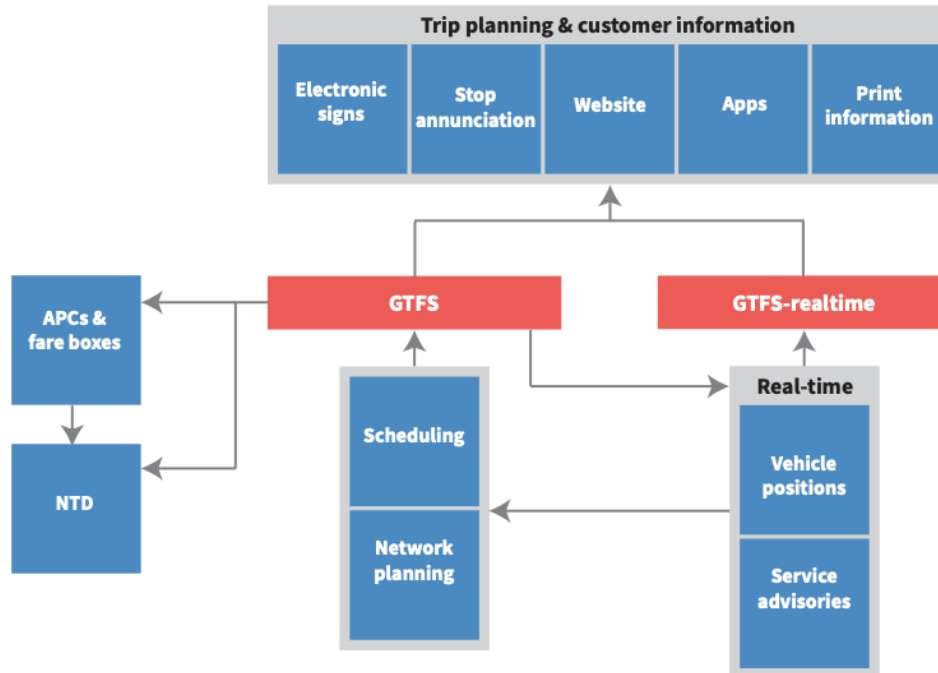 Trip planning & customer information
Electronic
signs
Stop
annunciation
Website
Apps
Print
information
APCs &
fare boxes
GTFS
GTFS-realtime
Real-time
Scheduling
Vehicle
positions
NTD
Network
planning
Service
advisories